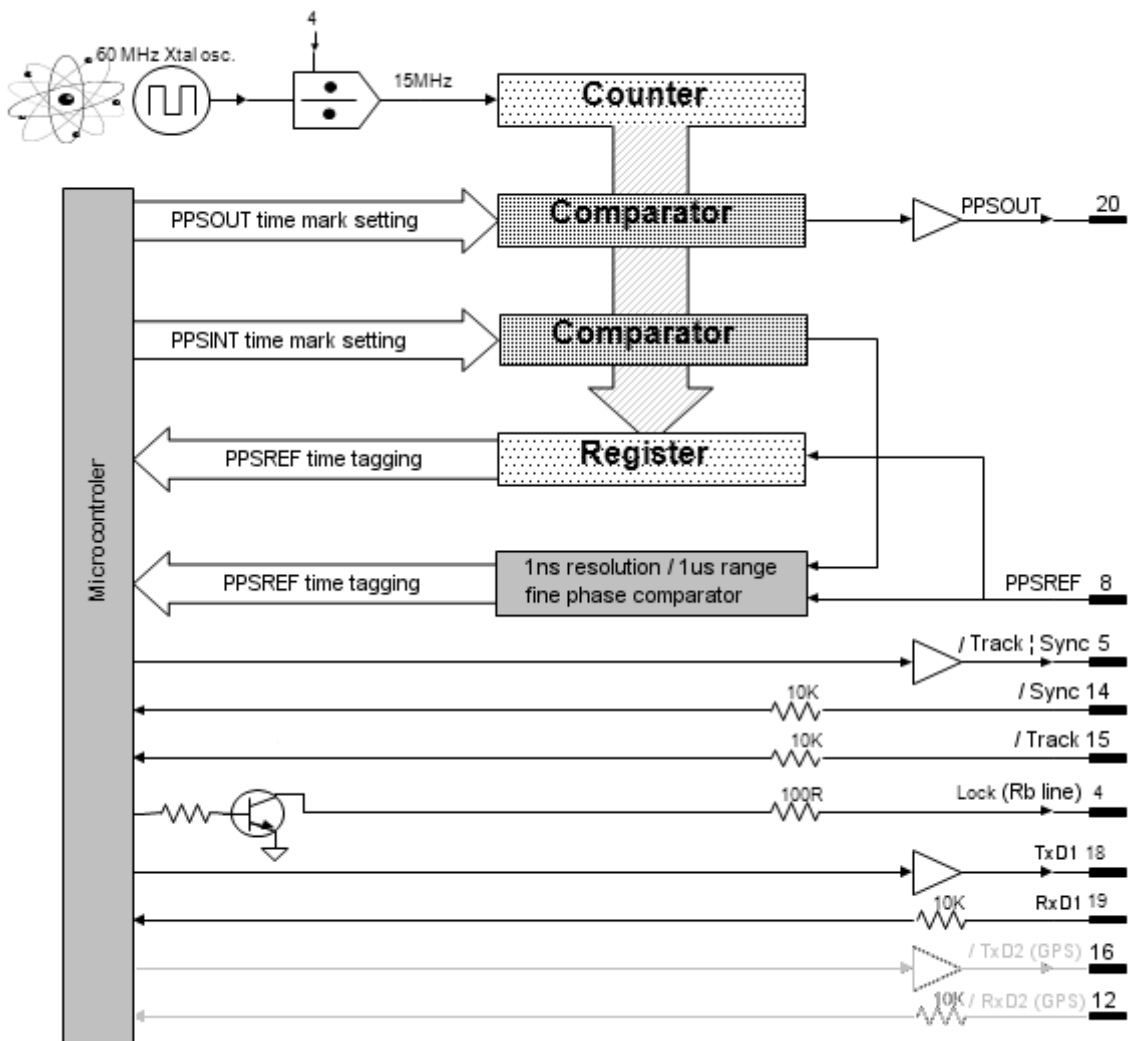 4
60 MHz Xtal osc.
15MHz
Counter
PPSOUT time mark setting
Comparator
PPSOUT
20
PPSINT time mark setting
Comparator
PPSREF time tagging
Register
Microcontroler
PPSREF time tagging
1ns resolution / 1us range
fine phase comparator
PPSREF 8
/ Track ¦ Sync 5
10K
/ Sync 14
10K
/ Track 15
100R
Lock (Rb line) 4
TxD1 18
10K
RxD1 19
/ TxD2 (GPS) 16
10K / RxD2 (GPS) 12